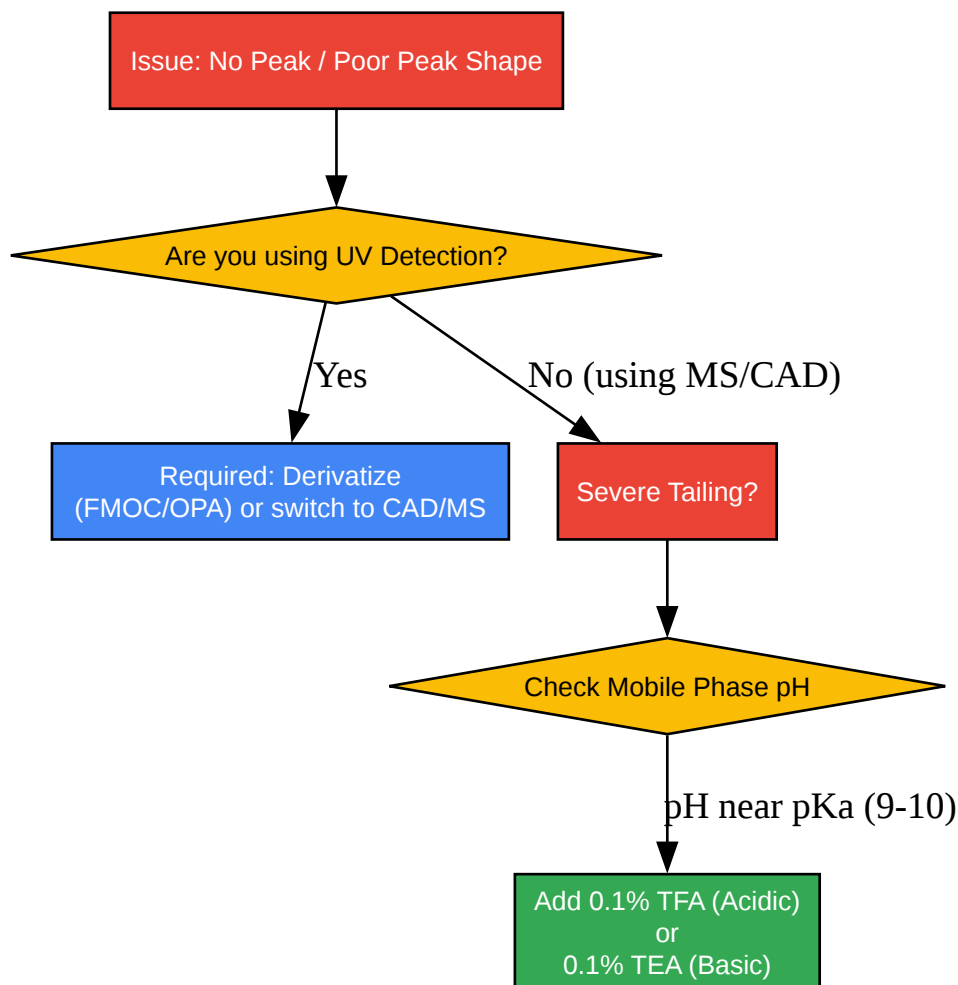 Issue: No Peak / Poor Peak Shape
Are you using UV Detection?
Yes
No (using MS/CAD)
Required: Derivatize
(FMOC/OPA) or switch to CAD/MS
Severe Tailing?
Check Mobile Phase pH
pH near pKa (9-10)
Add 0.1% TFA (Acidic)
or
0.1% TEA (Basic)